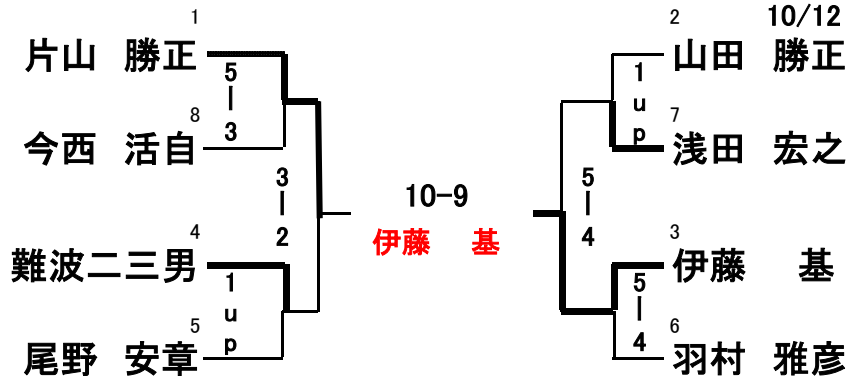 10/12
1
片山　勝正
5－3
8
今西　活自
3－2
4
難波二三男
1up
5
尾野　安章
10-9
伊藤　基
2
山田　勝正
1up
7
浅田　宏之
5－4
3
伊藤　基
5－4
6
羽村　雅彦